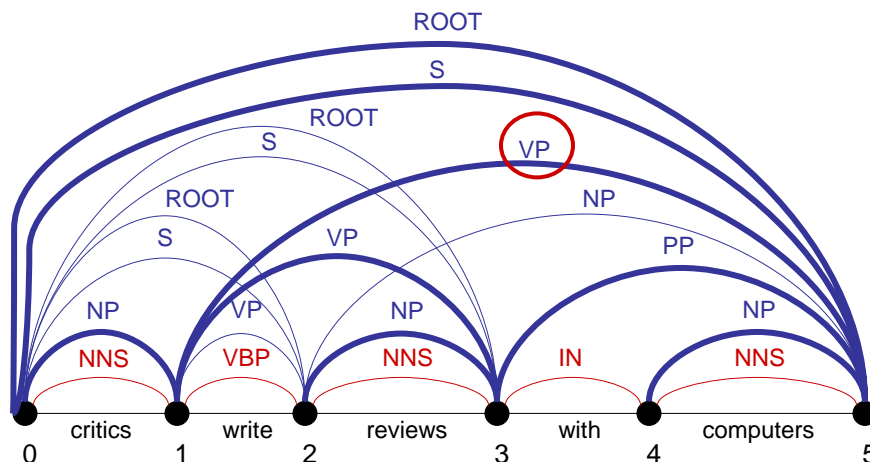 ROOT
S
ROOT
S
VP
ROOT
NP
S
VP
PP
NP
VP
NP
NP
NNS
VBP
NNS
IN
NNS
critics
write
reviews
with
computers
0
1
2
3
4
5